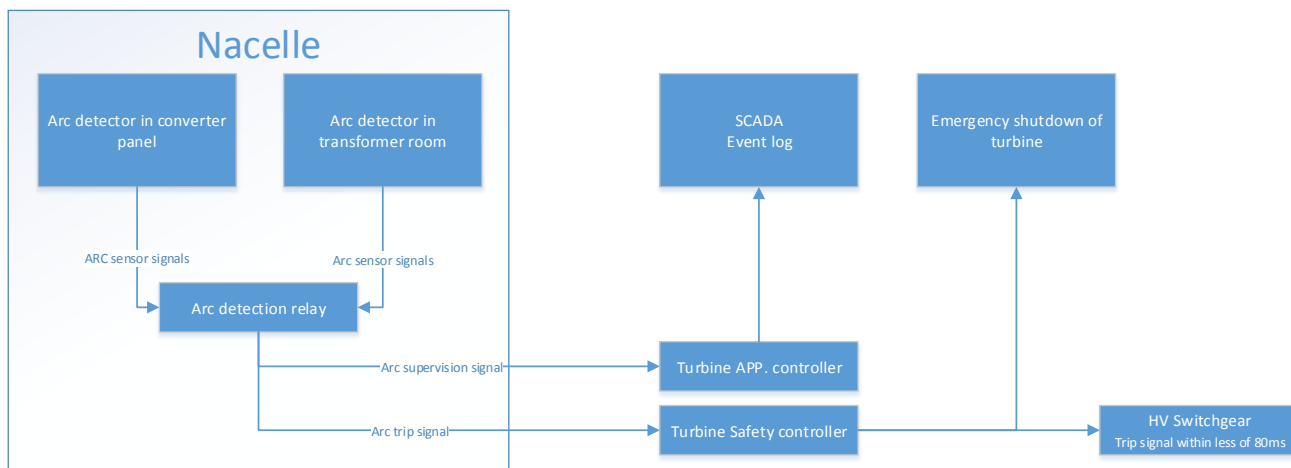 Nacelle
Arc detector in converter
panel
Arc detector in
transformer room
SCADA
Event log
Emergency shutdown of
turbine
ARC sensor signals
Arc sensor signals
Arc detection relay
Arc supervision signal
Turbine APP. controller
Arc trip signal
Turbine Safety controller
HV Switchgear
Trip signal within less of 80ms